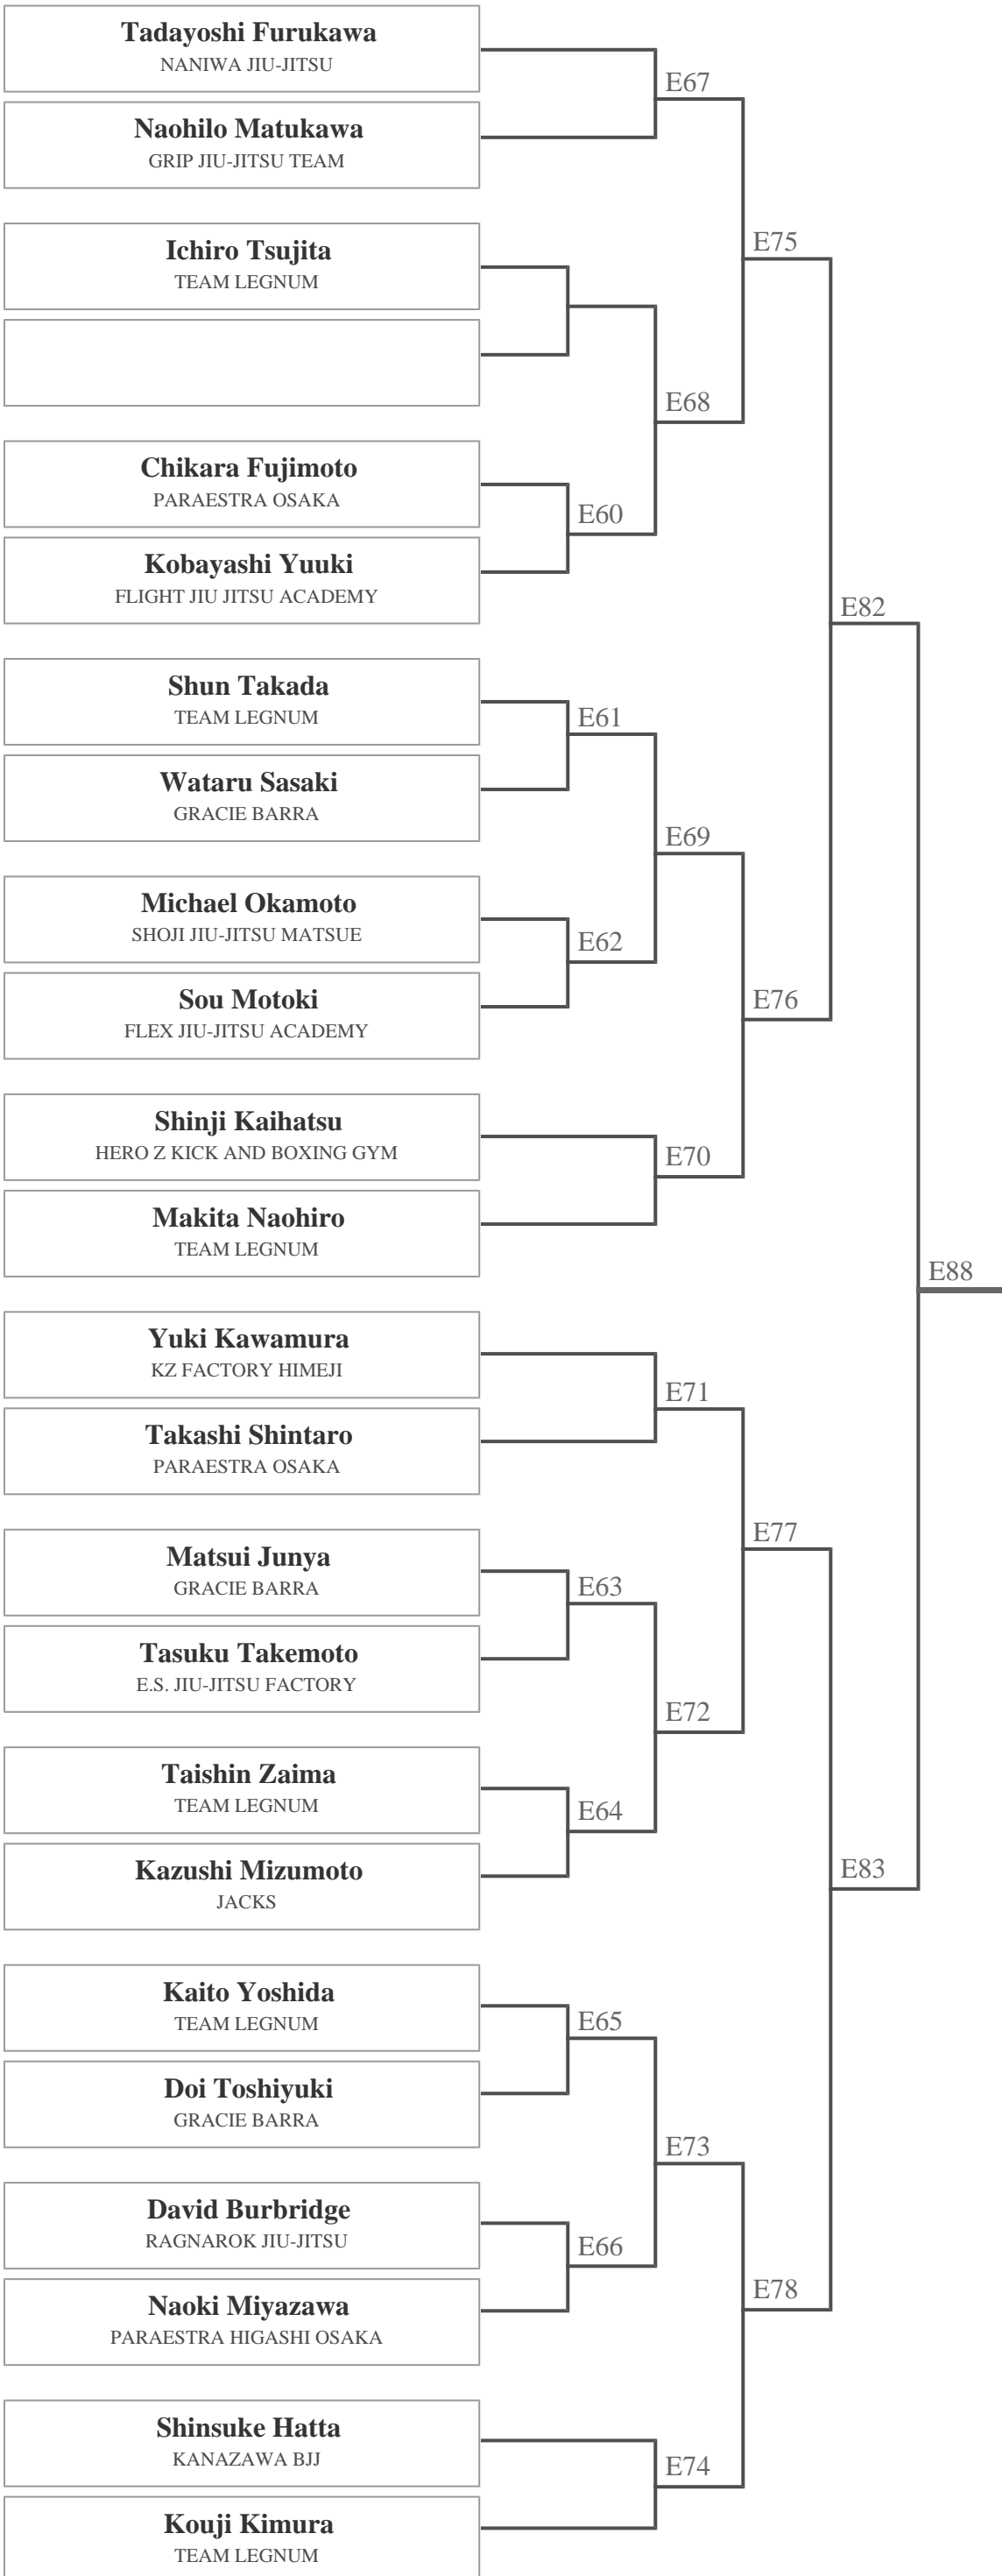 Tadayoshi Furukawa
NANIWA JIU-JITSU
E67
Naohilo Matukawa
GRIP JIU-JITSU TEAM
Ichiro Tsujita
TEAM LEGNUM
E75
E68
Chikara Fujimoto
PARAESTRA OSAKA
E60
Kobayashi Yuuki
FLIGHT JIU JITSU ACADEMY
E82
Shun Takada
TEAM LEGNUM
E61
Wataru Sasaki
GRACIE BARRA
E69
Michael Okamoto
SHOJI JIU-JITSU MATSUE
E62
Sou Motoki
FLEX JIU-JITSU ACADEMY
E76
Shinji Kaihatsu
HERO Z KICK AND BOXING GYM
E70
Makita Naohiro
TEAM LEGNUM
E88
Yuki Kawamura
KZ FACTORY HIMEJI
E71
Takashi Shintaro
PARAESTRA OSAKA
E77
Matsui Junya
GRACIE BARRA
E63
Tasuku Takemoto
E.S. JIU-JITSU FACTORY
E72
Taishin Zaima
TEAM LEGNUM
E64
Kazushi Mizumoto
JACKS
E83
Kaito Yoshida
TEAM LEGNUM
E65
Doi Toshiyuki
GRACIE BARRA
E73
David Burbridge
RAGNAROK JIU-JITSU
E66
Naoki Miyazawa
PARAESTRA HIGASHI OSAKA
E78
Shinsuke Hatta
KANAZAWA BJJ
E74
Kouji Kimura
TEAM LEGNUM